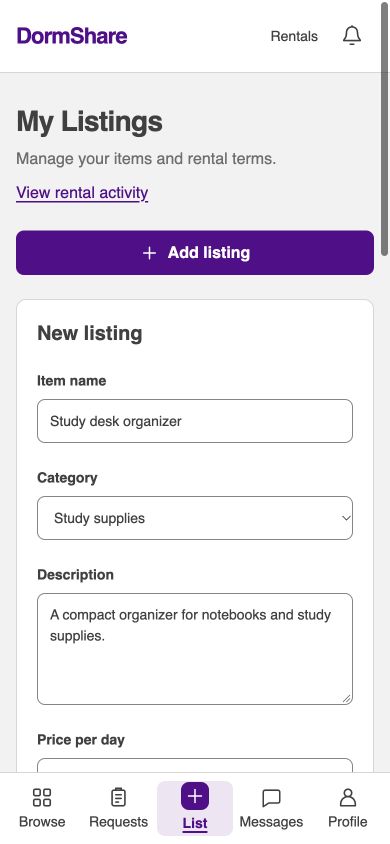 DormShare
Rentals
My Listings
Manage your items and rental terms.
View rental activity
Add listing
New listing
Item name
Study desk organizer
Category
Study supplies
Description
A compact organizer for notebooks and study
supplies.
Price per day
Browse
Requests
List
Messages
Profile